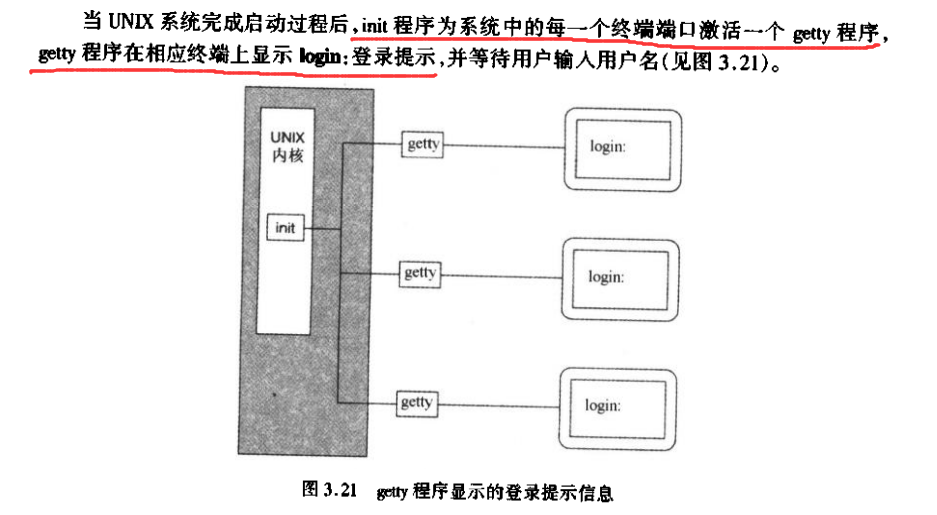 当 UNIX 系统完成启动过程后,init 程序为系统中的每一个终端端口激活一个 getty 程序,
getty 程序在相应终端上显示 login:登录提示,并等待用户输入用户名(见图 3.21)。
UNIX
内核
getty
login:
init
getty
login:
getty
login:
图 3.21 getty 程序显示的登录提示信息